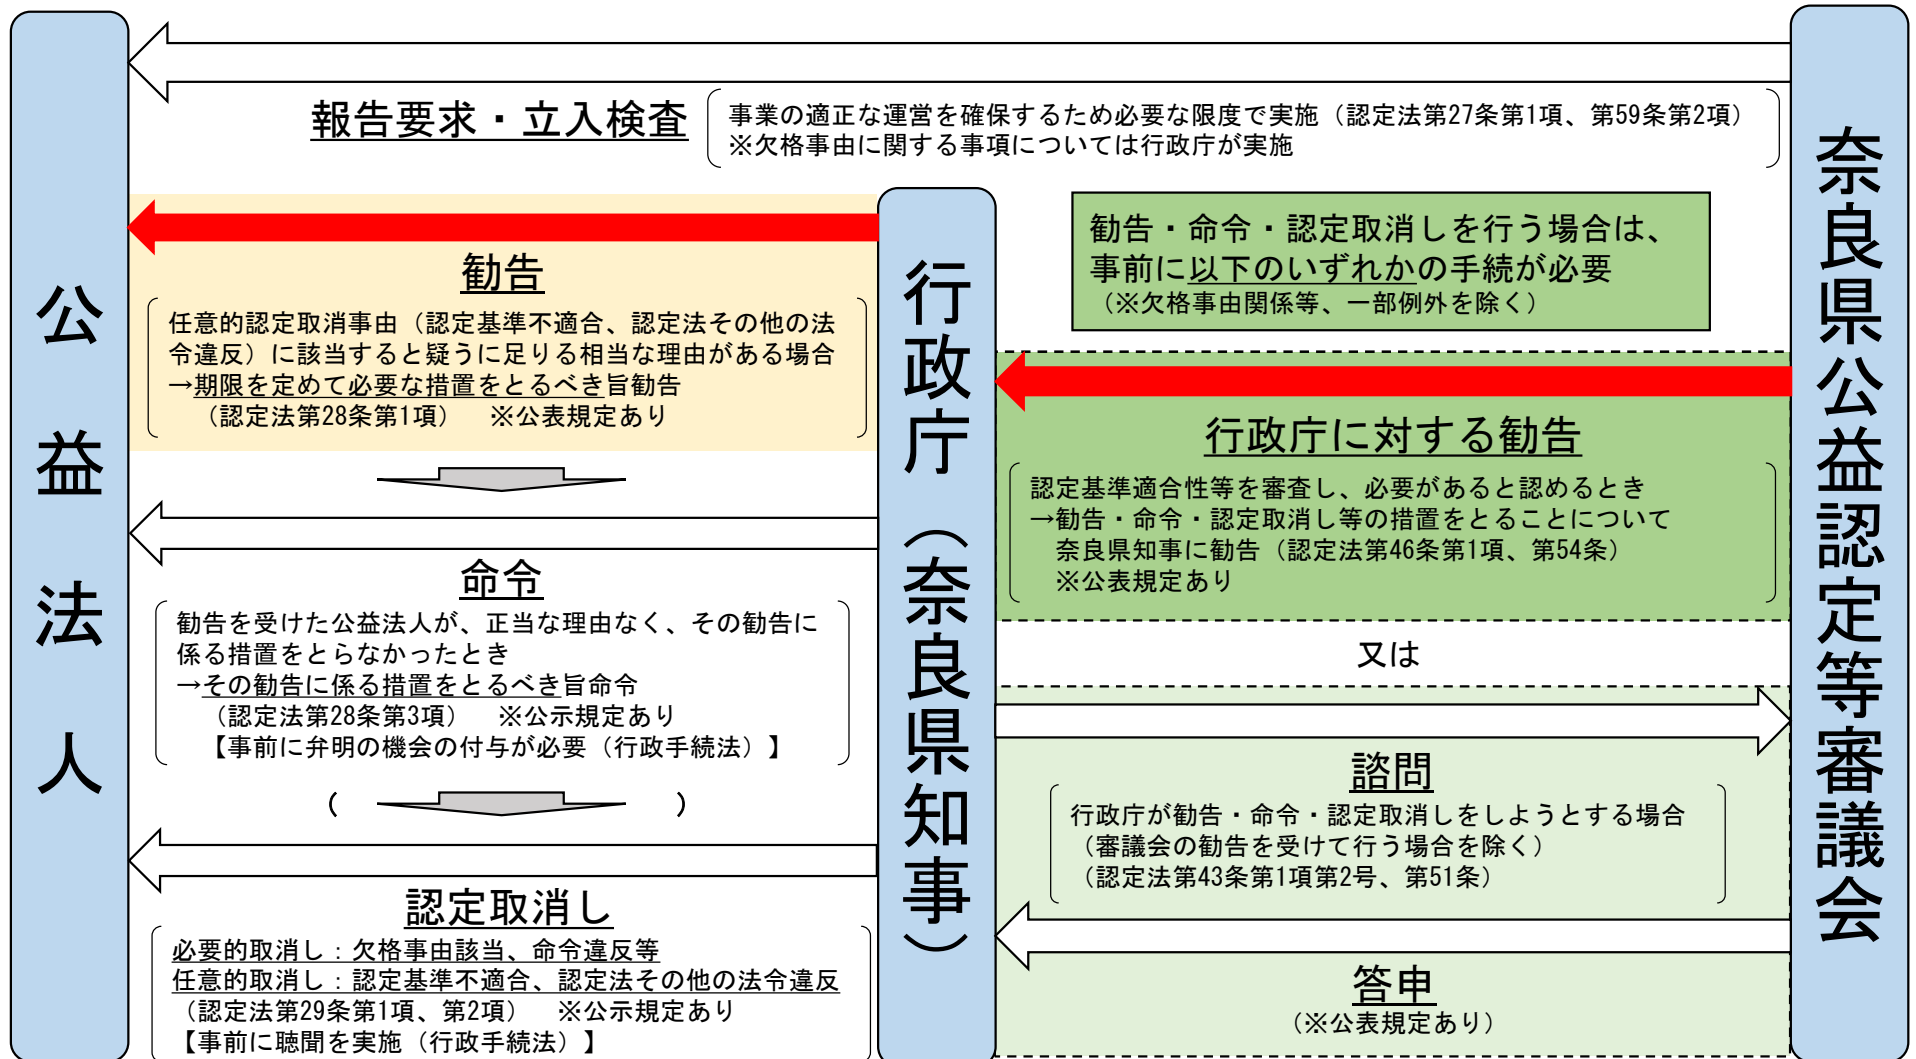 公益法人
報告要求・立入検査
事業の適正な運営を確保するため必要な限度で実施（認定法第27条第1項、第59条第2項）
※欠格事由に関する事項については行政庁が実施
勧告
任意的認定取消事由（認定基準不適合、認定法その他の法
令違反）に該当すると疑うに足りる相当な理由がある場合
→期限を定めて必要な措置をとるべき旨勧告
（認定法第28条第1項）　※公表規定あり
命令
勧告を受けた公益法人が、正当な理由なく、その勧告に
係る措置をとらなかったとき
→その勧告に係る措置をとるべき旨命令
（認定法第28条第3項）　※公示規定あり
【事前に弁明の機会の付与が必要（行政手続法）】
（　　）
認定取消し
必要的取消し：欠格事由該当、命令違反等
任意的取消し：認定基準不適合、認定法その他の法令違反
（認定法第29条第1項、第2項）　※公示規定あり
【事前に聴聞を実施（行政手続法）】
行政庁（奈良県知事）
勧告・命令・認定取消しを行う場合は、
事前に以下のいずれかの手続が必要
（※欠格事由関係等、一部例外を除く）
行政庁に対する勧告
認定基準適合性等を審査し、必要があると認めるとき
→勧告・命令・認定取消し等の措置をとることについて
奈良県知事に勧告（認定法第46条第1項、第54条）
※公表規定あり
又は
諮問
行政庁が勧告・命令・認定取消しをしようとする場合
（審議会の勧告を受けて行う場合を除く）
（認定法第43条第1項第2号、第51条）
答申
（※公表規定あり）
奈良県公益認定等審議会